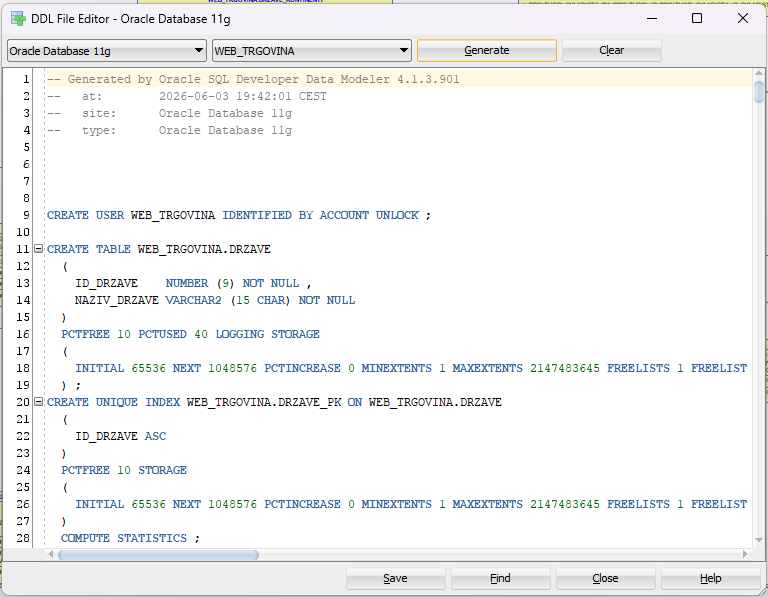 DDL File Editor - Oracle Database 11g
Oracle Database 11g WEB_TRGOVINA Generate Clear
1 -- Generated by Oracle SQL Developer Data Modeler 4.1.3.901
2 --   at:        2026-06-03 19:42:01 CEST
3 --   site:      Oracle Database 11g
4 --   type:      Oracle Database 11g
5
6
7
8
9 CREATE USER WEB_TRGOVINA IDENTIFIED BY ACCOUNT UNLOCK ;
10
11 CREATE TABLE WEB_TRGOVINA.DRZAVE
12   (
13     ID_DRZAVE    NUMBER (9) NOT NULL ,
14     NAZIV_DRZAVE VARCHAR2 (15 CHAR) NOT NULL
15   )
16   PCTFREE 10 PCTUSED 40 LOGGING STORAGE
17   (
18     INITIAL 65536 NEXT 1048576 PCTINCREASE 0 MINEXTENTS 1 MAXEXTENTS 2147483645 FREELISTS 1 FREELIST
19   ) ;
20 CREATE UNIQUE INDEX WEB_TRGOVINA.DRZAVE_PK ON WEB_TRGOVINA.DRZAVE
21   (
22     ID_DRZAVE ASC
23   )
24   PCTFREE 10 STORAGE
25   (
26     INITIAL 65536 NEXT 1048576 PCTINCREASE 0 MINEXTENTS 1 MAXEXTENTS 2147483645 FREELISTS 1 FREELIST
27   )
28   COMPUTE STATISTICS ;
Save Find Close Help